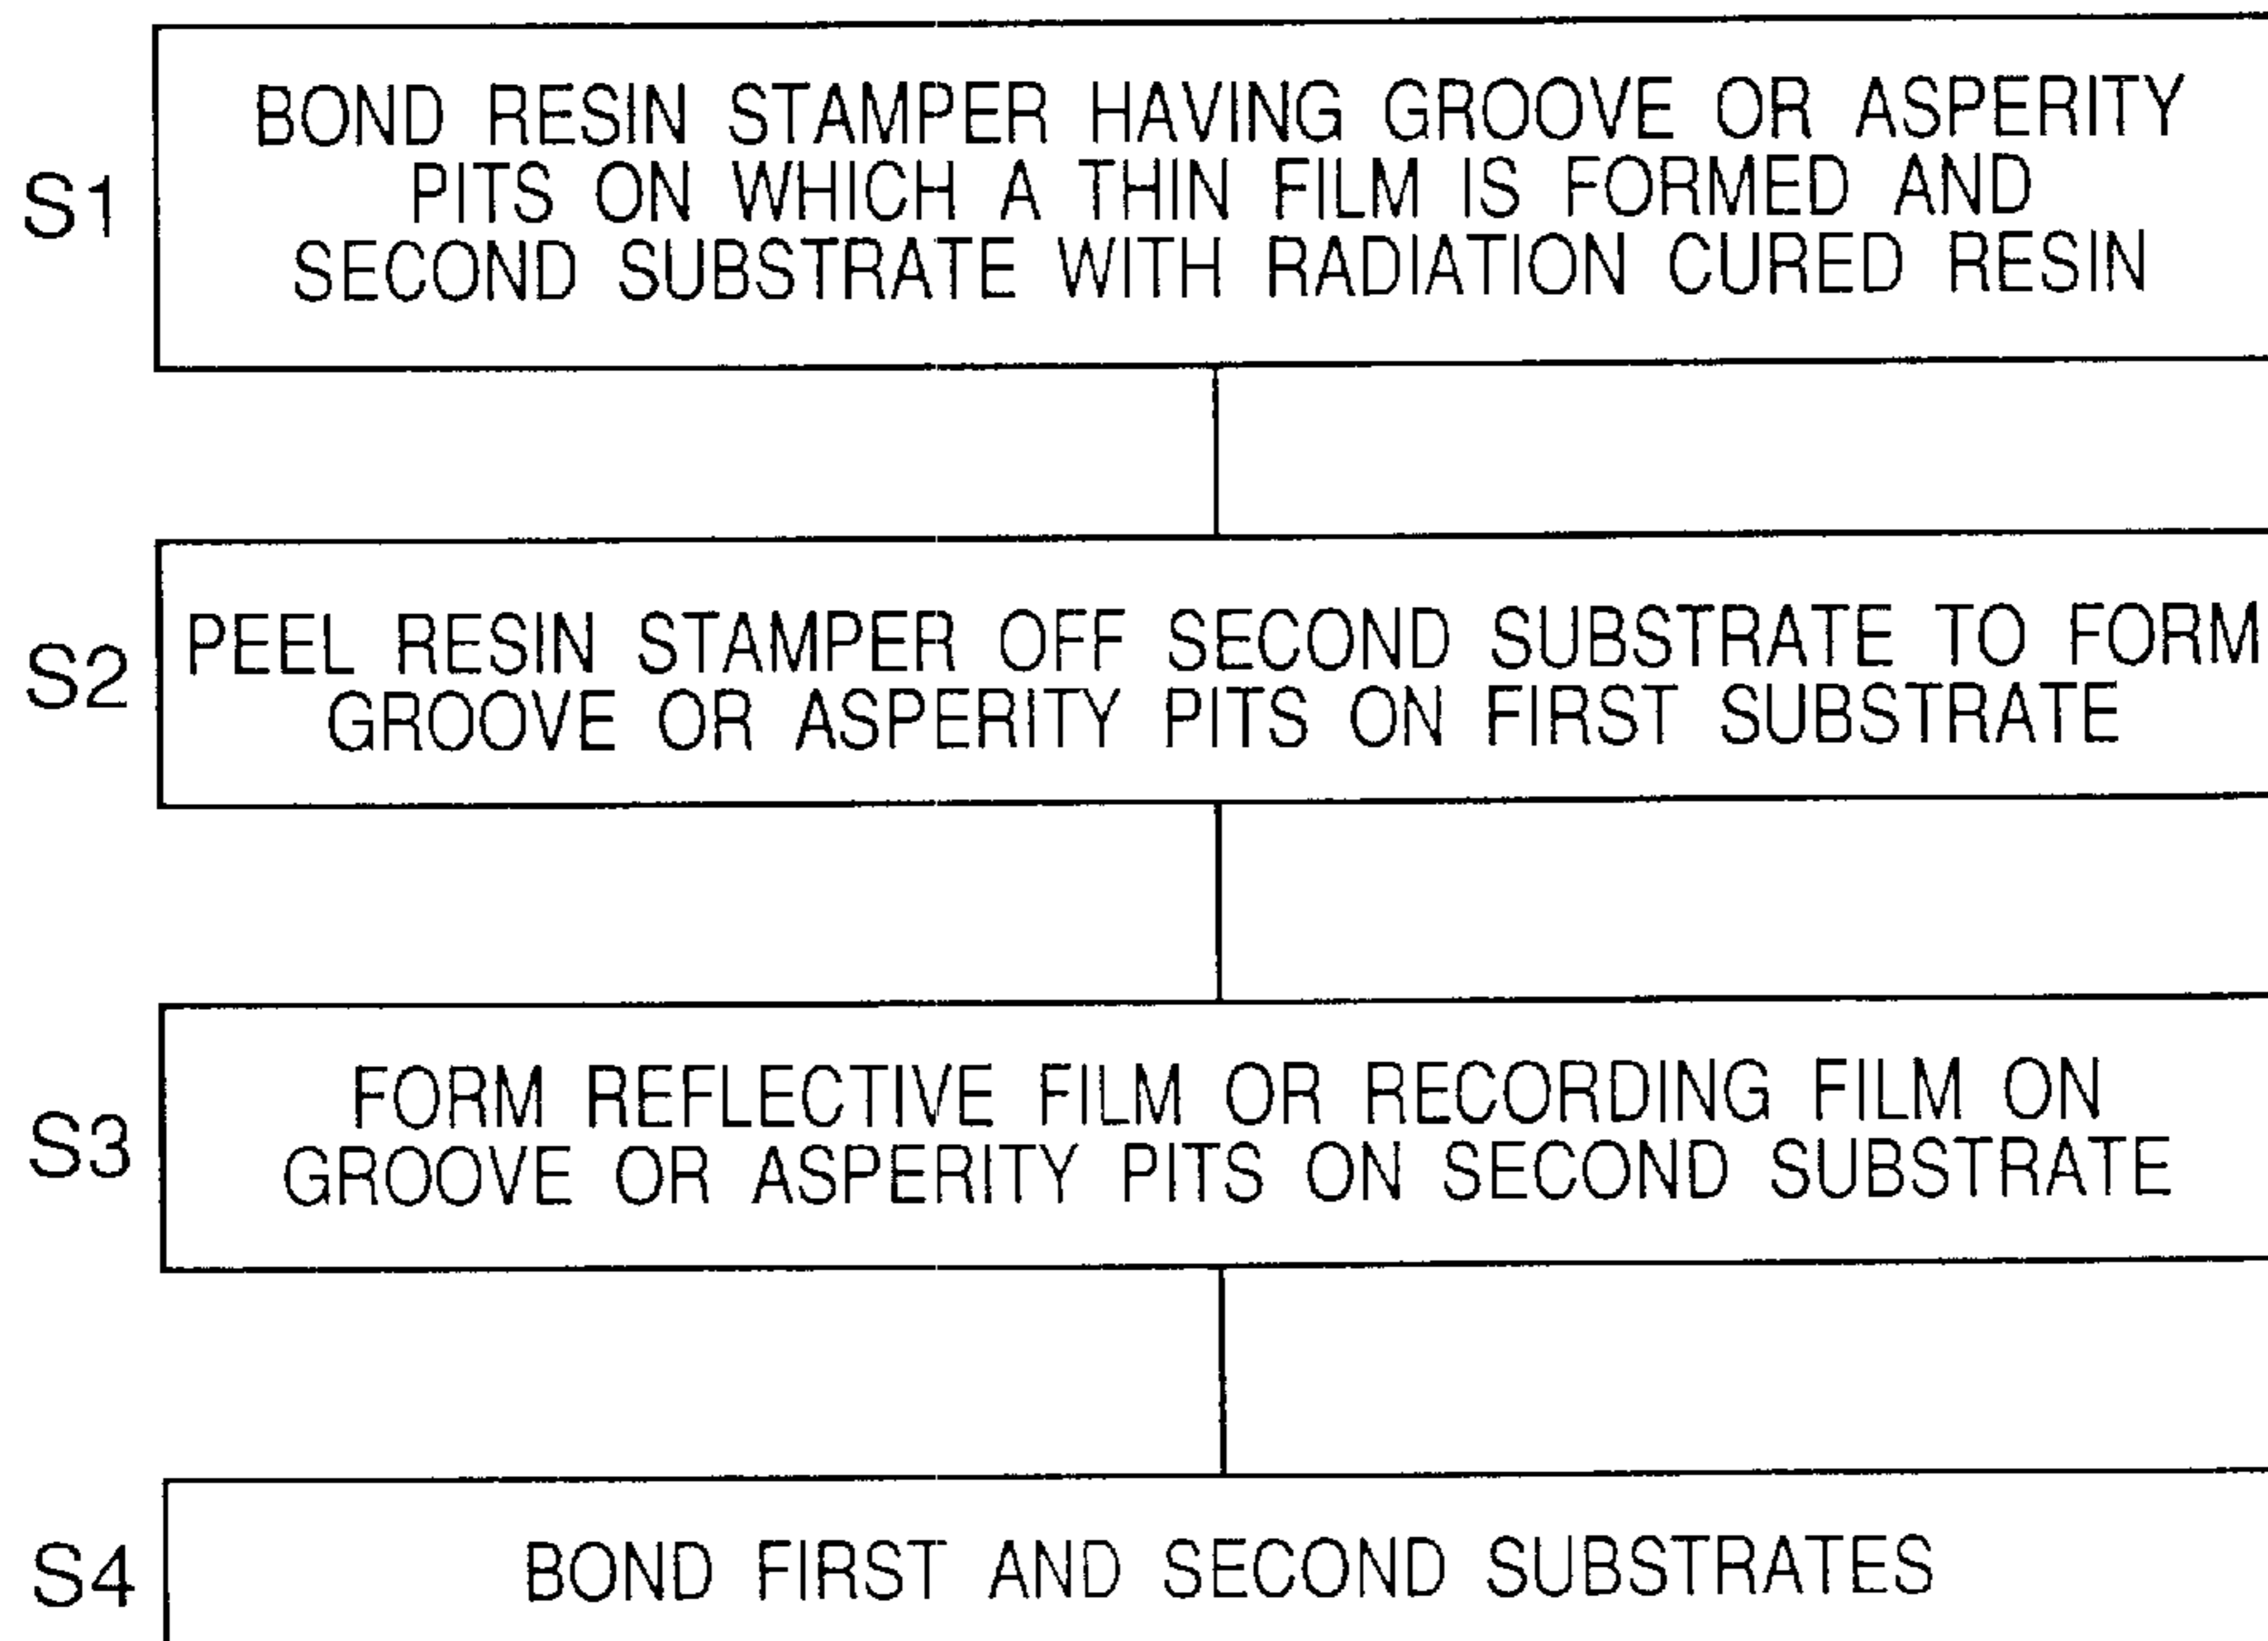 BOND RESIN STAMPER HAVING GROOVE OR ASPERITY
PITS ON WHICH A THIN FILM IS FORMED AND
S1
SECOND SUBSTRATE WITH RADIATION CURED RESIN
PEEL RESIN STAMPER OFF SECOND SUBSTRATE TO FORM
S2
GROOVE OR ASPERITY PITS ON FIRST SUBSTRATE
FORM REFLECTIVE FILM OR RECORDING FILM ON
S3
GROOVE OR ASPERITY PITS ON SECOND SUBSTRATE
S4
BOND FIRST AND SECOND SUBSTRATES